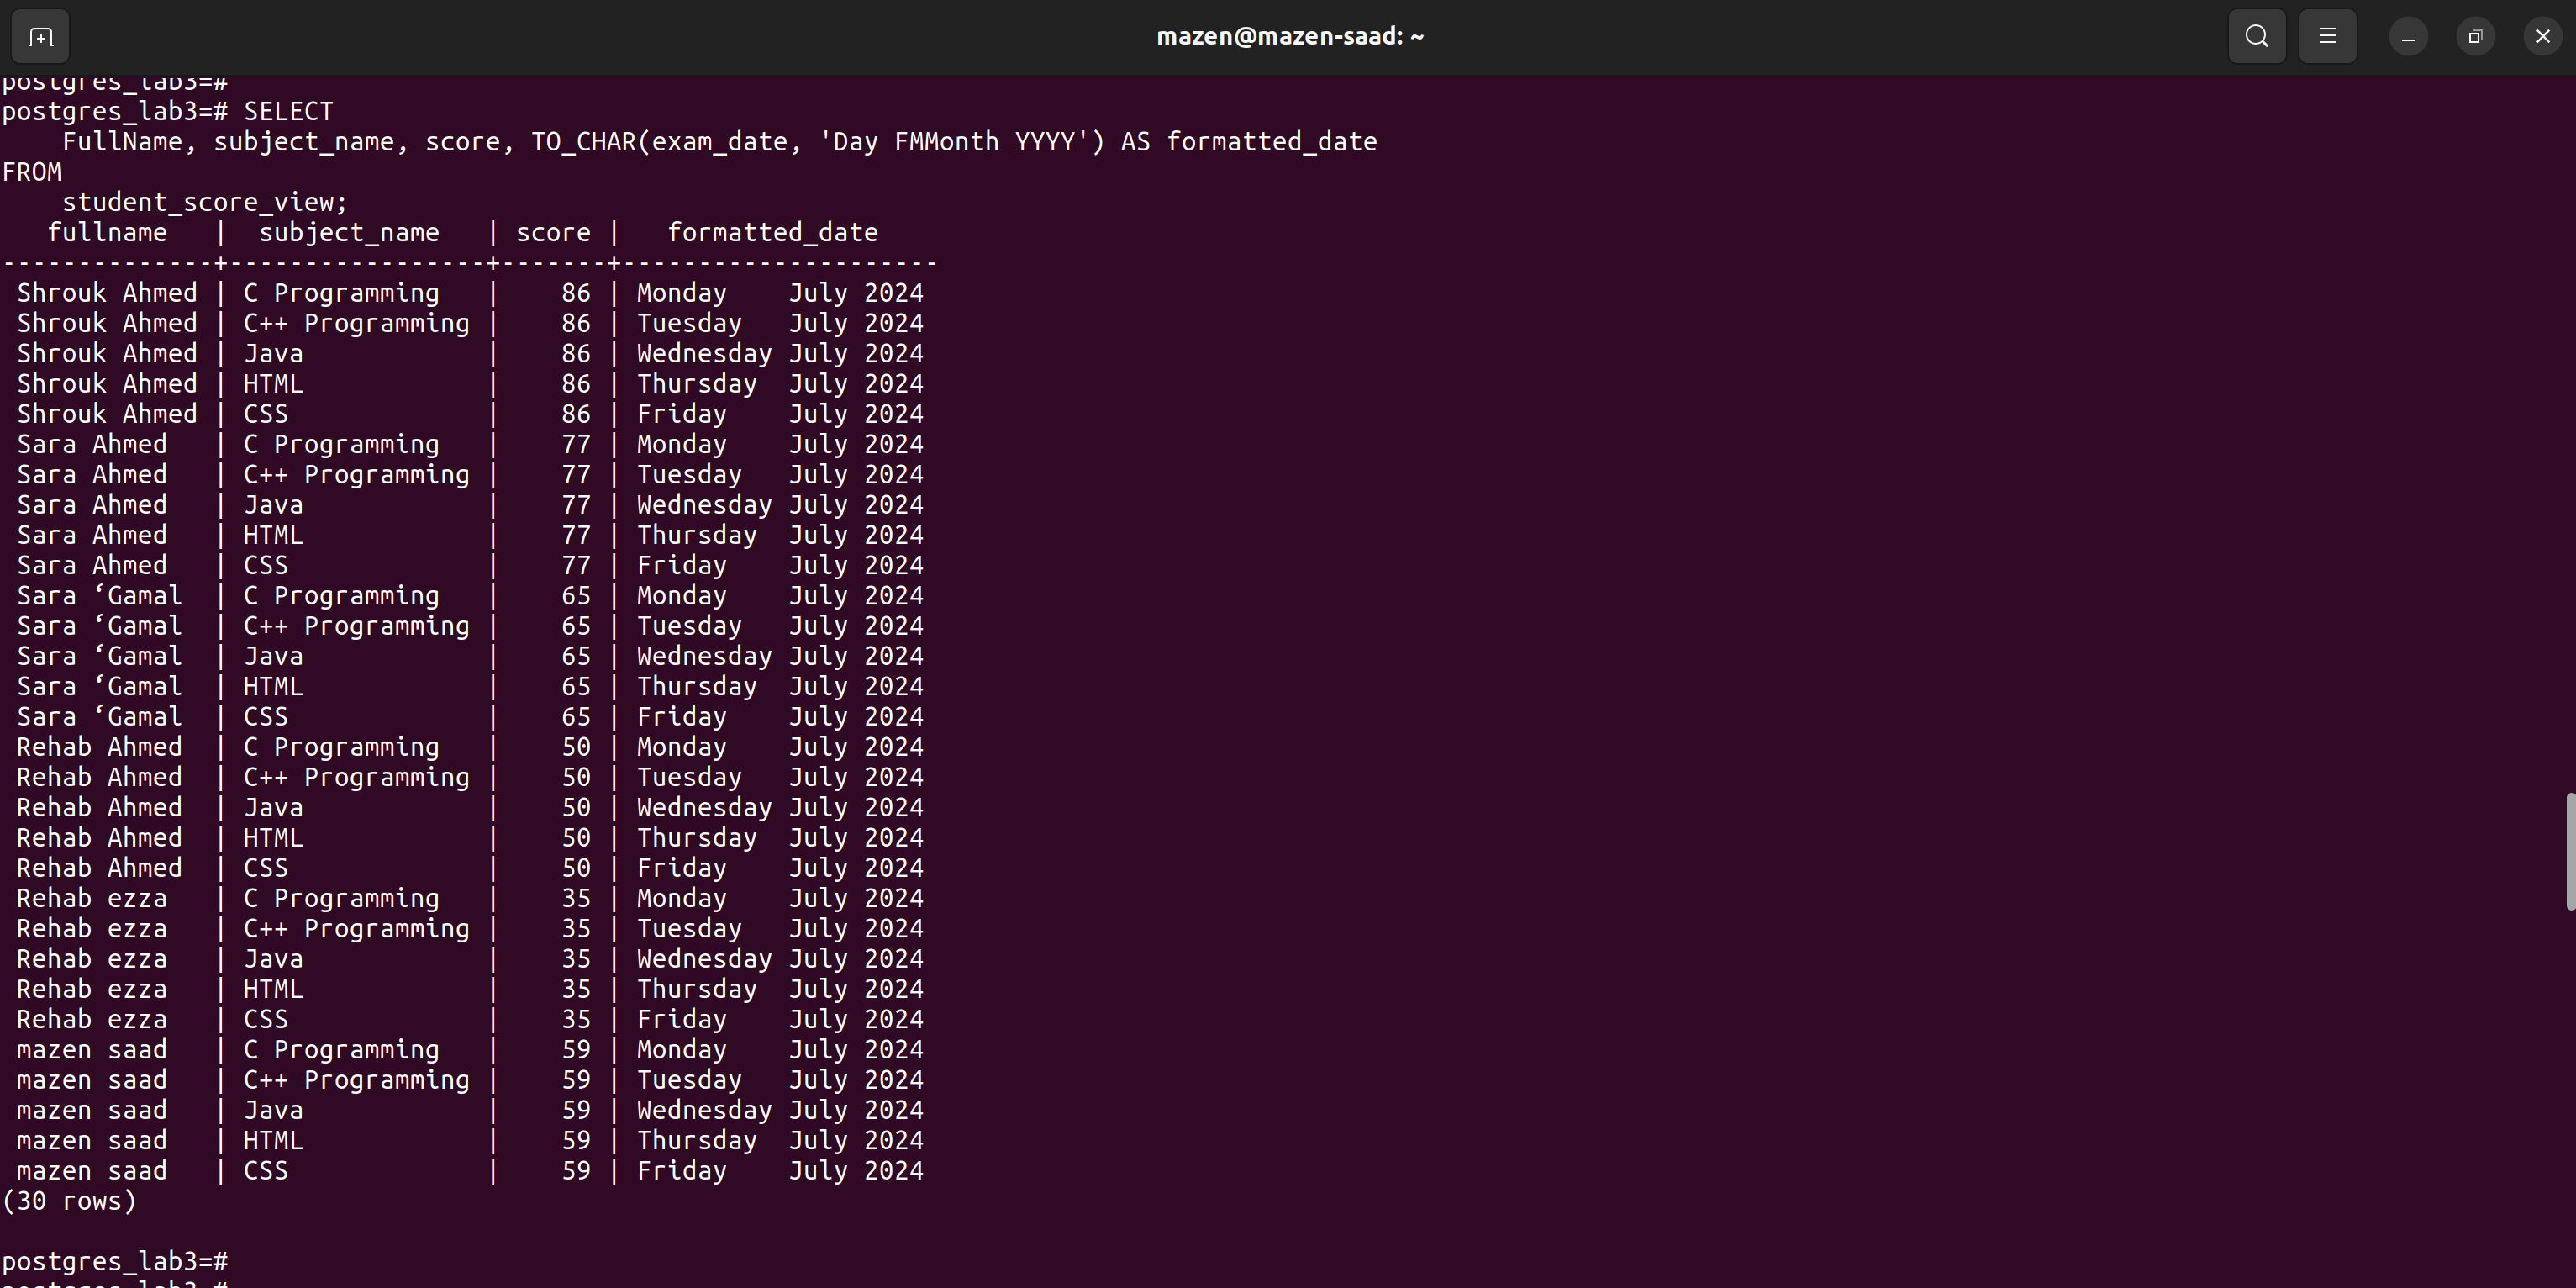 mazen@mazen-saad: ~
postgres_lab3=#
postgres_lab3=# SELECT
    FullName, subject_name, score, TO_CHAR(exam_date, 'Day FMMonth YYYY') AS formatted_date
FROM
    student_score_view;
   fullname   |  subject_name   | score |   formatted_date
--------------+-----------------+-------+---------------------
 Shrouk Ahmed | C Programming   |    86 | Monday    July 2024
 Shrouk Ahmed | C++ Programming |    86 | Tuesday   July 2024
 Shrouk Ahmed | Java            |    86 | Wednesday July 2024
 Shrouk Ahmed | HTML            |    86 | Thursday  July 2024
 Shrouk Ahmed | CSS             |    86 | Friday    July 2024
 Sara Ahmed   | C Programming   |    77 | Monday    July 2024
 Sara Ahmed   | C++ Programming |    77 | Tuesday   July 2024
 Sara Ahmed   | Java            |    77 | Wednesday July 2024
 Sara Ahmed   | HTML            |    77 | Thursday  July 2024
 Sara Ahmed   | CSS             |    77 | Friday    July 2024
 Sara ‘Gamal  | C Programming   |    65 | Monday    July 2024
 Sara ‘Gamal  | C++ Programming |    65 | Tuesday   July 2024
 Sara ‘Gamal  | Java            |    65 | Wednesday July 2024
 Sara ‘Gamal  | HTML            |    65 | Thursday  July 2024
 Sara ‘Gamal  | CSS             |    65 | Friday    July 2024
 Rehab Ahmed  | C Programming   |    50 | Monday    July 2024
 Rehab Ahmed  | C++ Programming |    50 | Tuesday   July 2024
 Rehab Ahmed  | Java            |    50 | Wednesday July 2024
 Rehab Ahmed  | HTML            |    50 | Thursday  July 2024
 Rehab Ahmed  | CSS             |    50 | Friday    July 2024
 Rehab ezza   | C Programming   |    35 | Monday    July 2024
 Rehab ezza   | C++ Programming |    35 | Tuesday   July 2024
 Rehab ezza   | Java            |    35 | Wednesday July 2024
 Rehab ezza   | HTML            |    35 | Thursday  July 2024
 Rehab ezza   | CSS             |    35 | Friday    July 2024
 mazen saad   | C Programming   |    59 | Monday    July 2024
 mazen saad   | C++ Programming |    59 | Tuesday   July 2024
 mazen saad   | Java            |    59 | Wednesday July 2024
 mazen saad   | HTML            |    59 | Thursday  July 2024
 mazen saad   | CSS             |    59 | Friday    July 2024
(30 rows)
postgres_lab3=#